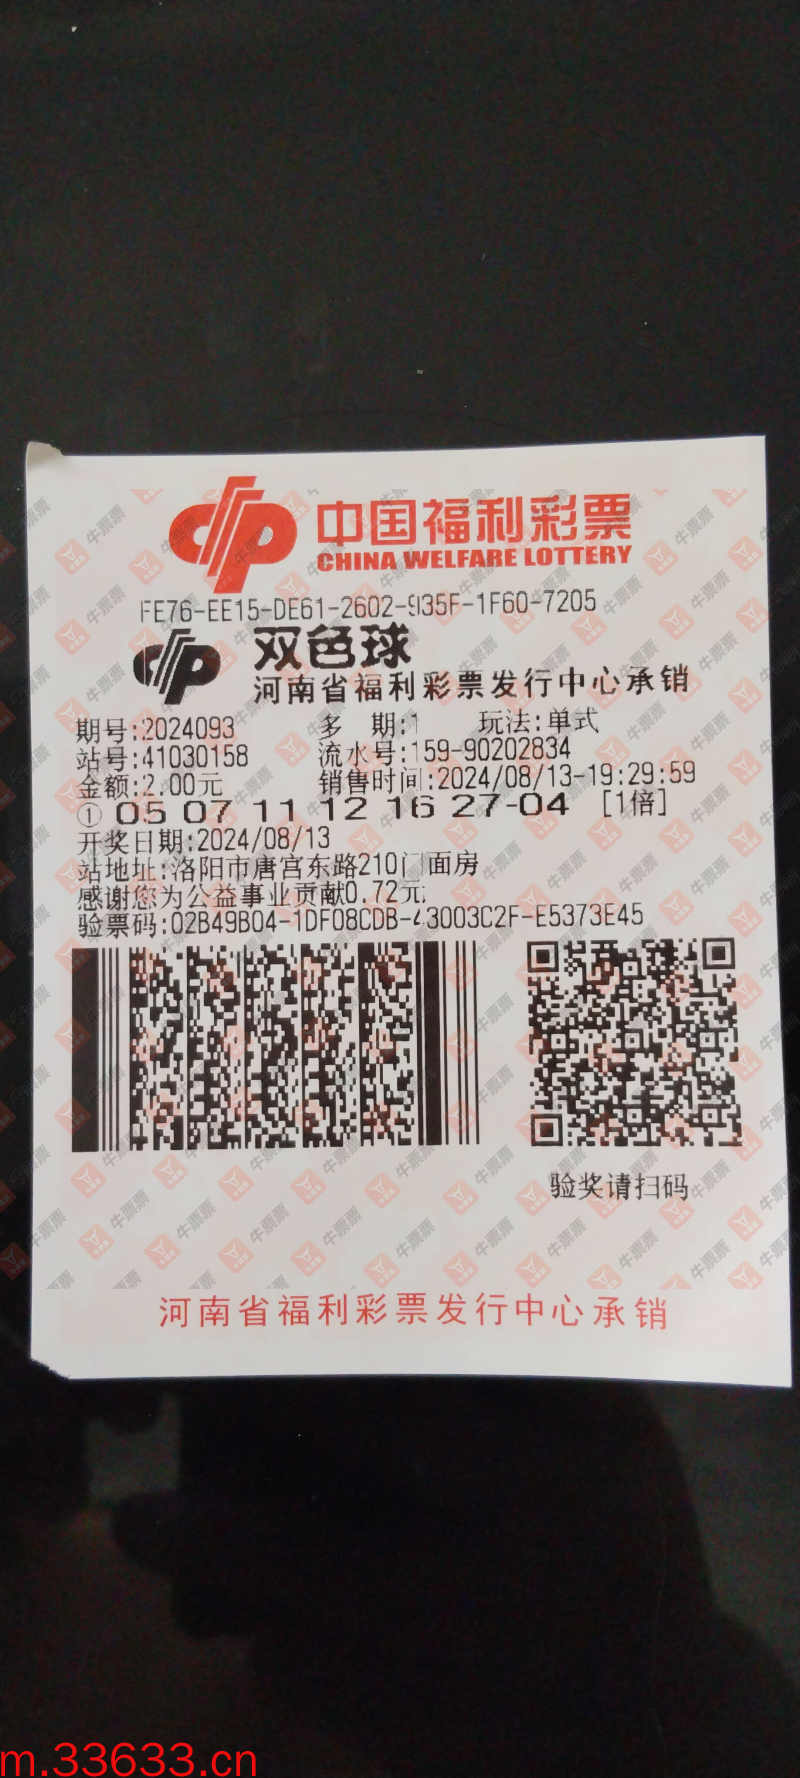 中国福利彩票
CHINA WELFARE LOTTERY
FE76-EE15-DE61-2602-935F-1F60-7205
双色球
河南省福利彩票发行中心承销
期号:2024093 多 期:1 玩法:单式
站号:41030158 流水号:159-90202834
金额:2.00元 销售时间:2024/08/13-19:29:59
① 05 07 11 12 16 27-04 [1倍]
开奖日期:2024/08/13
站地址:洛阳市唐宫东路210门面房
感谢您为公益事业贡献0.72元
验票码:02B49B04-1DF08CDB-43003C2F-E5373E45
验奖请扫码
河南省福利彩票发行中心承销
牛票票
m.33633.cn